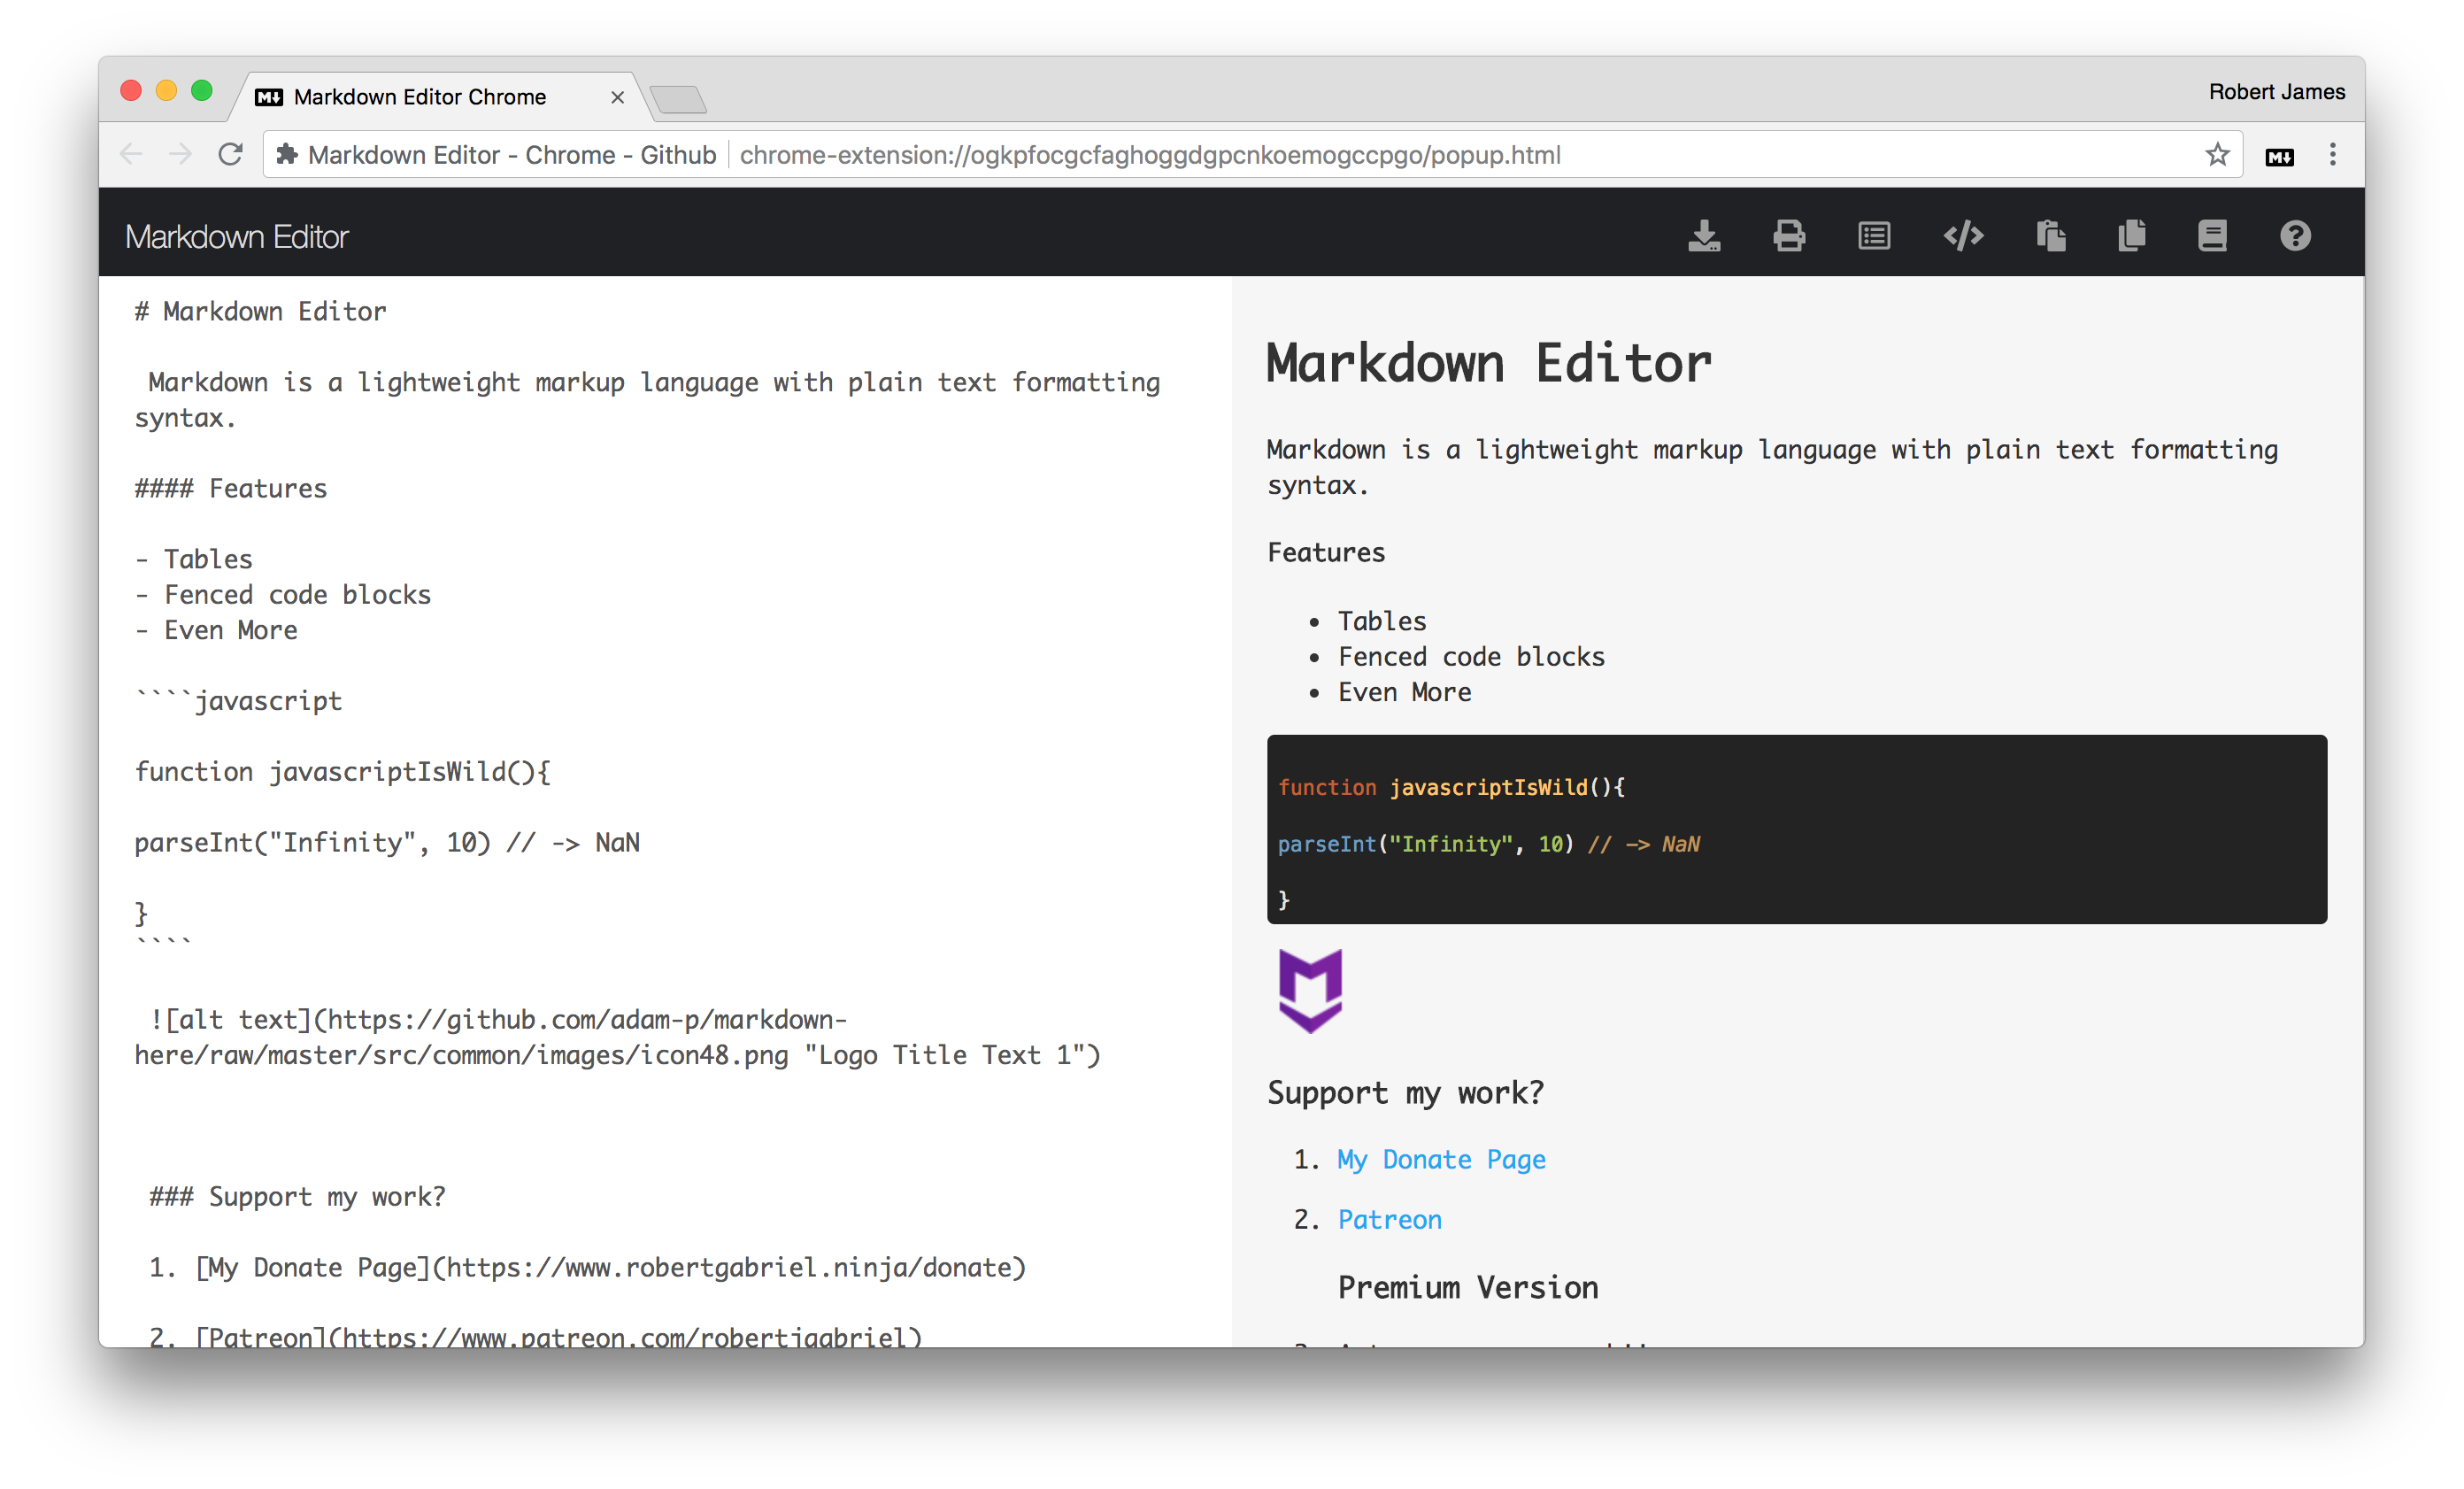 Markdown Editor Chrome
Robert James
Markdown Editor - Chrome - Github
chrome-extension://ogkpfocgcfaghoggdgpcnkoemogccpgo/popup.html
Markdown Editor
# Markdown Editor
Markdown is a lightweight markup language with plain text formatting
syntax.
#### Features
- Tables
- Fenced code blocks
- Even More
````javascript
function javascriptIsWild(){
parseInt("Infinity", 10) // -> NaN
}
````
![alt text](https://github.com/adam-p/markdown-
here/raw/master/src/common/images/icon48.png "Logo Title Text 1")
### Support my work?
1. [My Donate Page](https://www.robertgabriel.ninja/donate)
2. [Patreon](https://www.patreon.com/robertjgabriel)
Markdown Editor
Markdown is a lightweight markup language with plain text formatting
syntax.
Features
• Tables
• Fenced code blocks
• Even More
function javascriptIsWild(){
parseInt("Infinity", 10) // -> NaN
}
Support my work?
1. My Donate Page
2. Patreon
Premium Version